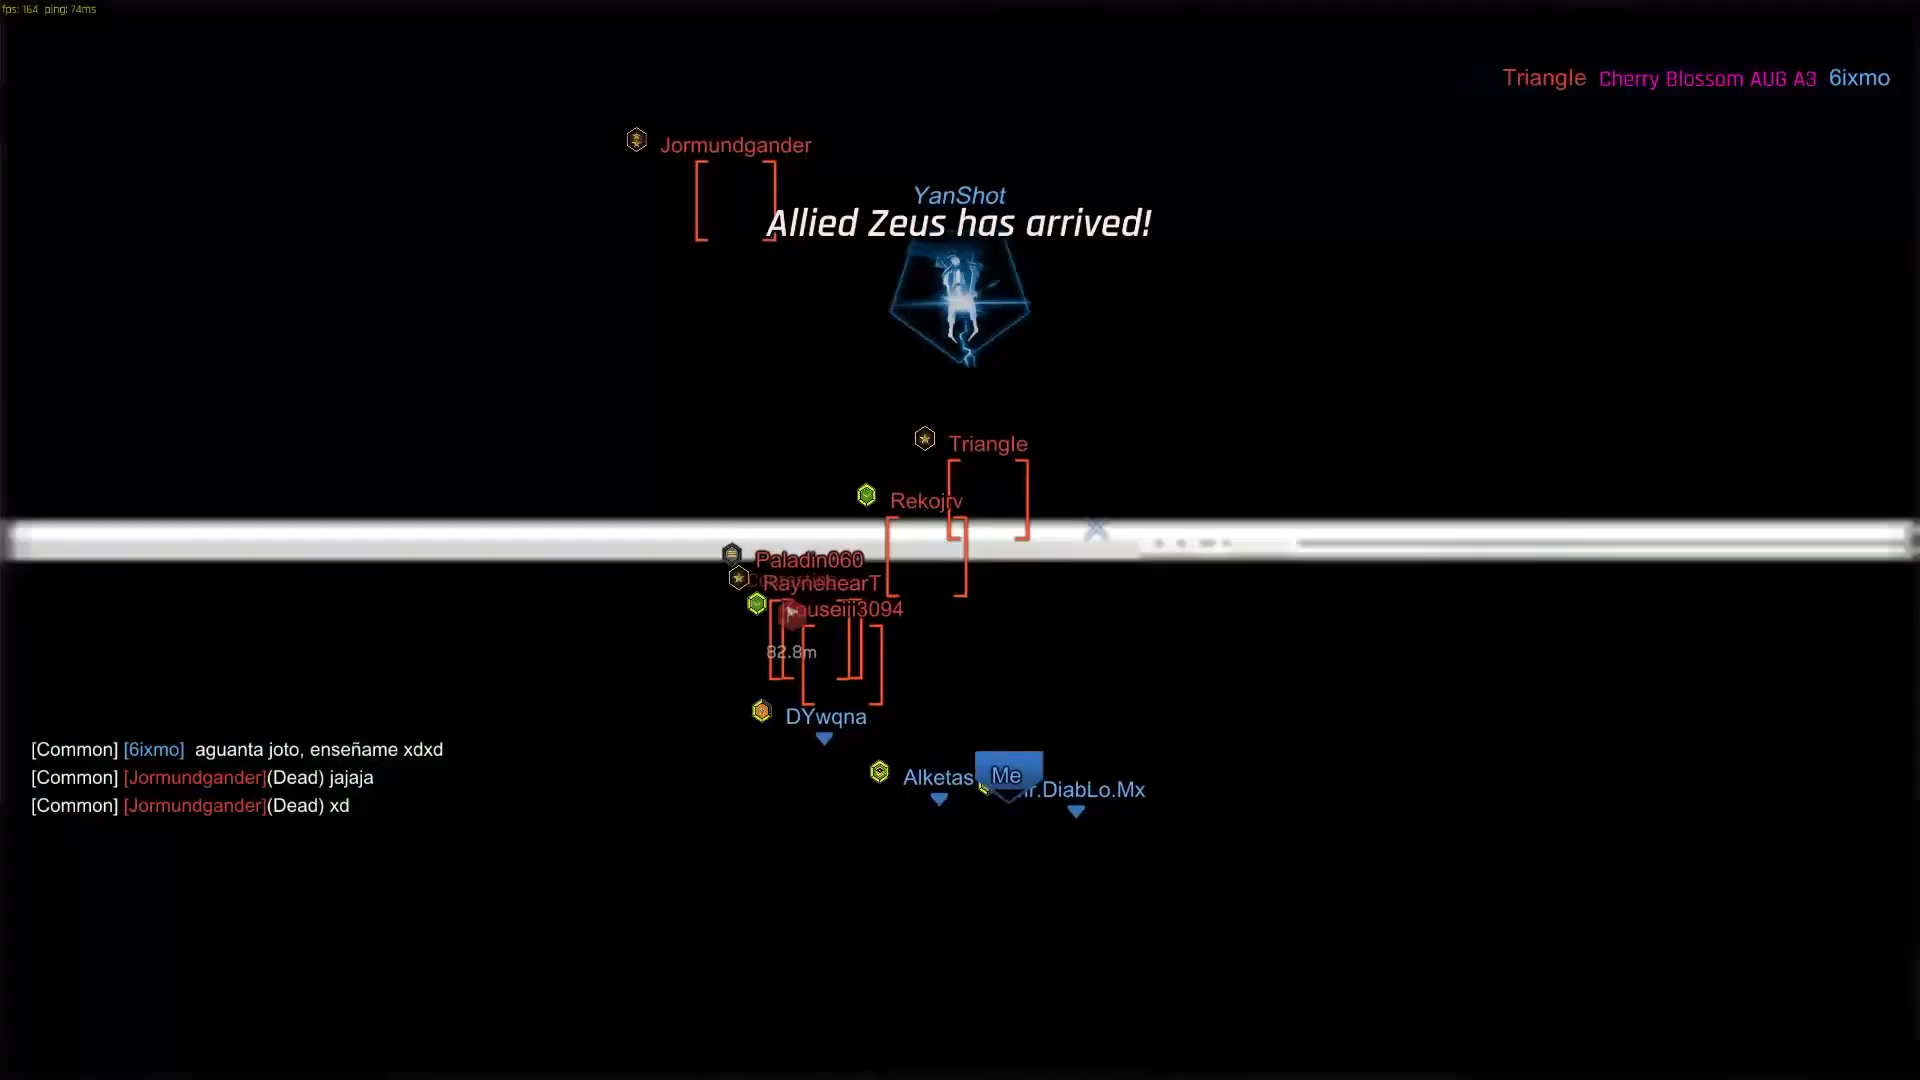 fps: 164 ping: 74ms
Triangle Cherry Blossom AUG A3 6ixmo
Jormundgander
YanShot
Allied Zeus has arrived!
Triangle
Rekojrv
Paladin060
RaynehearT
82.8m
DYwqna
Alketas
Me
.DiabLo.Mx
[Common] [6ixmo] aguanta joto, enseñame xdxd
[Common] [Jormundgander](Dead) jajaja
[Common] [Jormundgander](Dead) xd